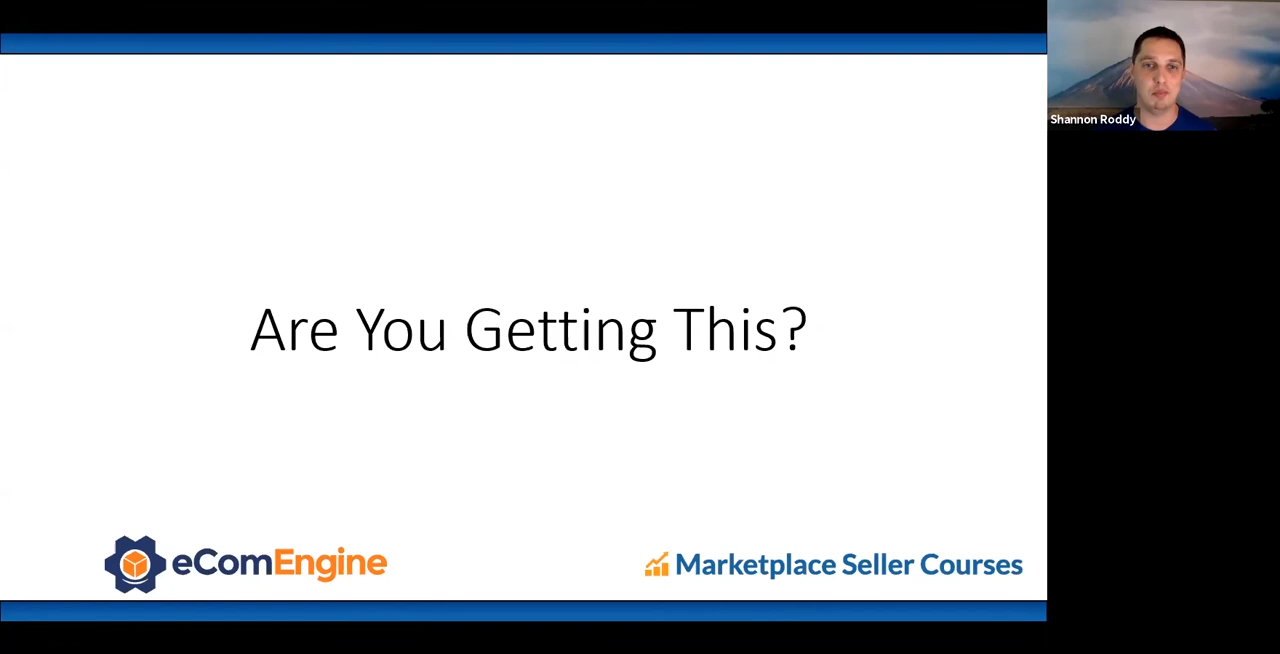 Shannon Roddy
Are You Getting This?
eComEngine
Marketplace Seller Courses